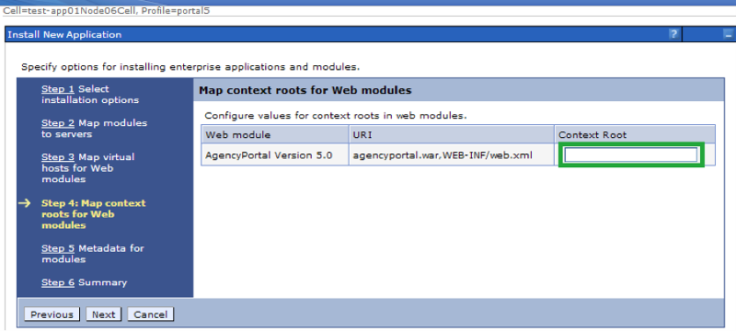 Cell=test-app01Node06Cell, Profile=portal5
Install New Application
?
Specify options for installing enterprise applications and modules.
Step 1 Select
installation options
Step 2 Map modules
to servers
Step 3 Map virtual
hosts for Web
modules
Step 4: Map context
roots for Web
modules
Step 5 Metadata for
modules
Step 6 Summary
Map context roots for Web modules
Configure values for context roots in web modules.
Web module URI Context Root
AgencyPortal Version 5.0 agencyportal.war,WEB-INF/web.xml
Previous Next Cancel